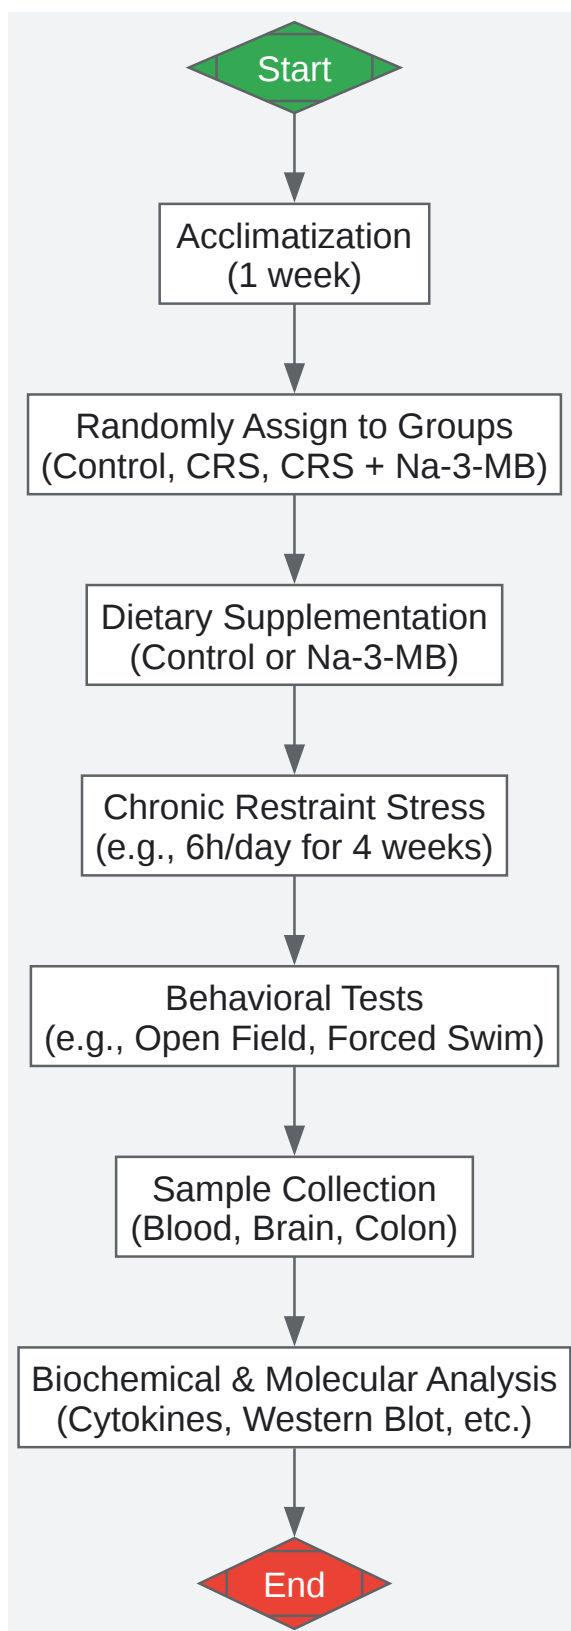 Start
Acclimatization
(1 week)
Randomly Assign to Groups
(Control, CRS, CRS + Na-3-MB)
Dietary Supplementation
(Control or Na-3-MB)
Chronic Restraint Stress
(e.g., 6h/day for 4 weeks)
Behavioral Tests
(e.g., Open Field, Forced Swim)
Sample Collection
(Blood, Brain, Colon)
Biochemical & Molecular Analysis
(Cytokines, Western Blot, etc.)
End